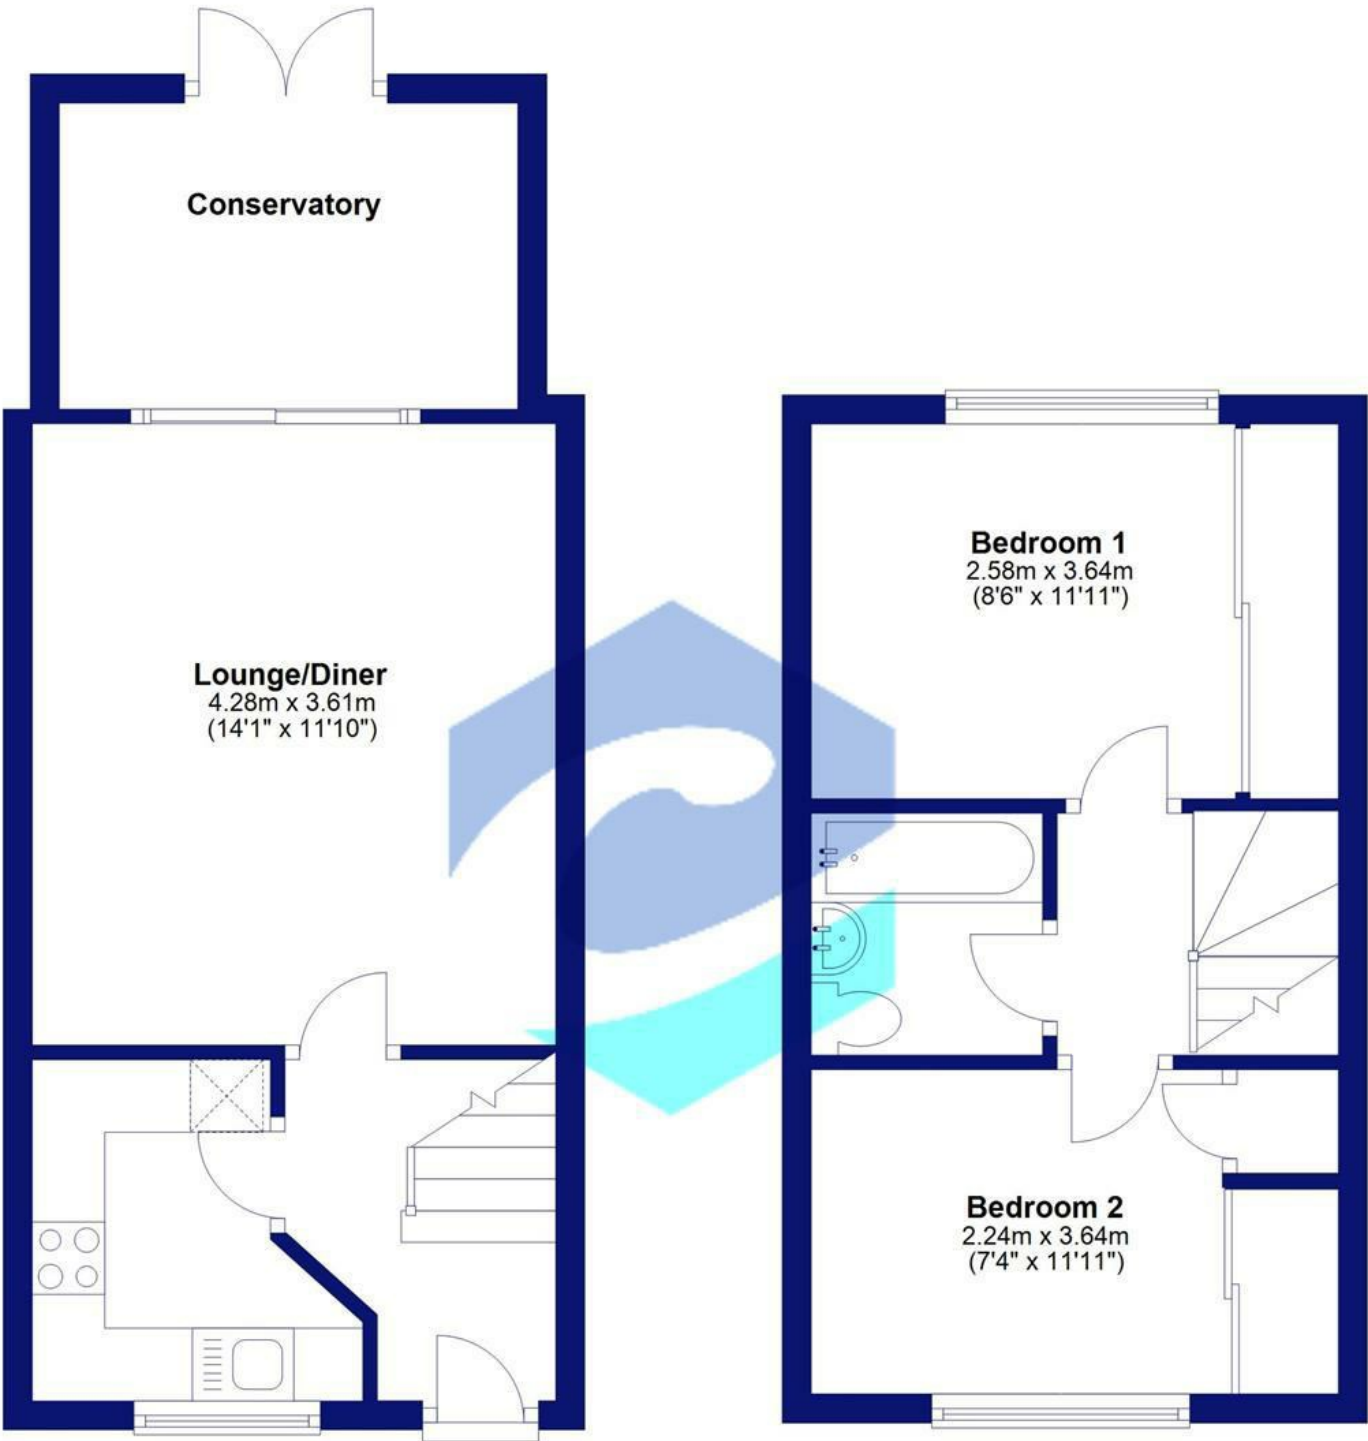 Conservatory
Lounge/Diner
4.28m x 3.61m
(14'1" x 11'10")
Bedroom 1
2.58m x 3.64m
(8'6" x 11'11")
Bedroom 2
2.24m x 3.64m
(7'4" x 11'11")